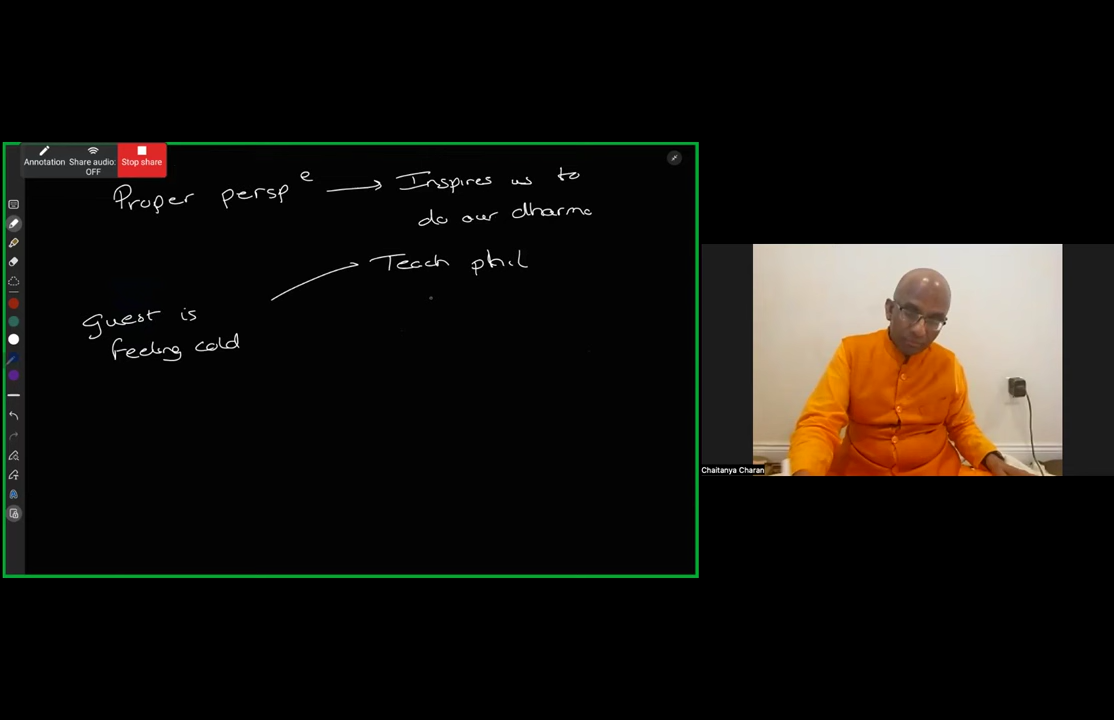 Annotation
Share audio:
OFF
Stop share
Proper persp e → Inspires us to
do our dharma
→ Teach phil
Guest is
feeling cold
Chaitanya Charan